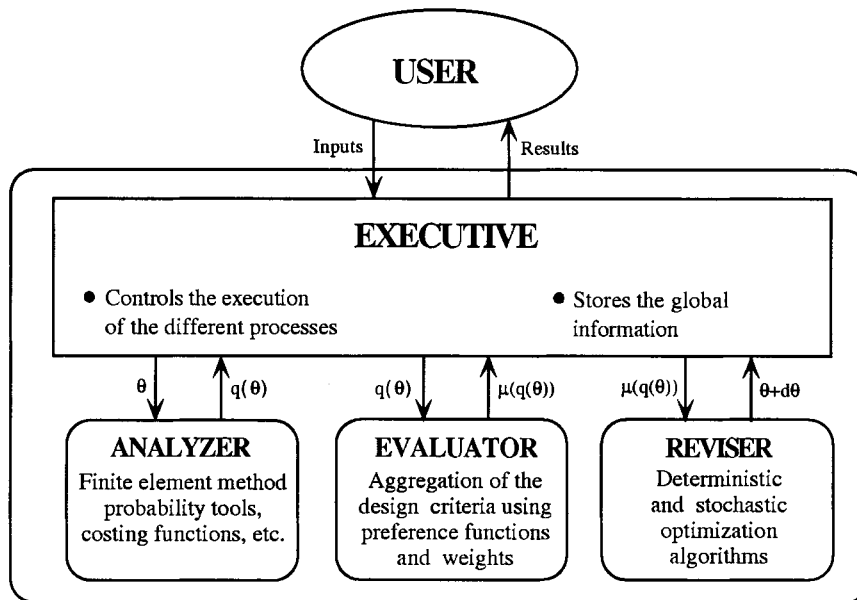 USER
Inputs
Results
EXECUTIVE
● Controls the execution
of the different processes
● Stores the global
information
θ
q(θ)
q(θ)
μ(q(θ))
μ(q(θ))
θ+dθ
ANALYZER
Finite element method
probability tools,
costing functions, etc.
EVALUATOR
Aggregation of the
design criteria using
preference functions
and weights
REVISER
Deterministic
and stochastic
optimization
algorithms